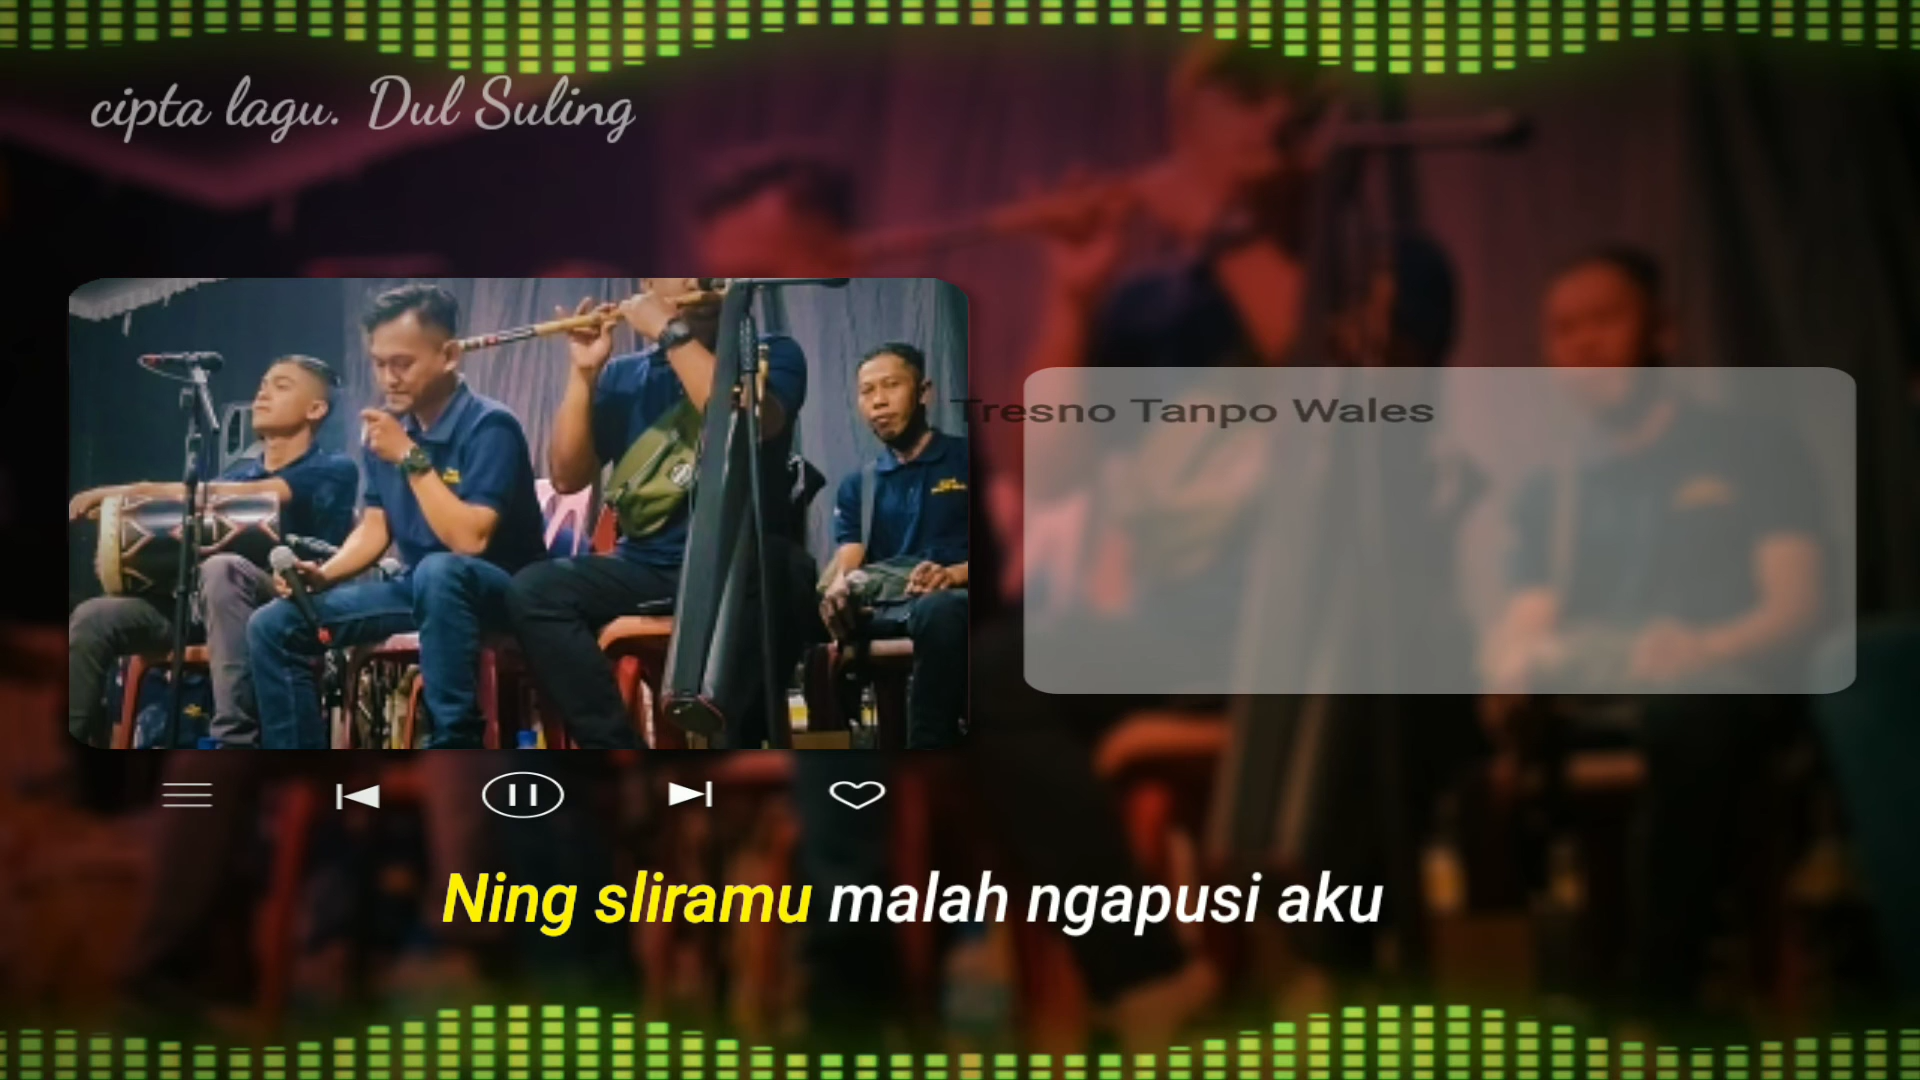 cipta lagu. Dul Suling
Tresno Tanpo Wales
Ning sliramu malah ngapusi aku